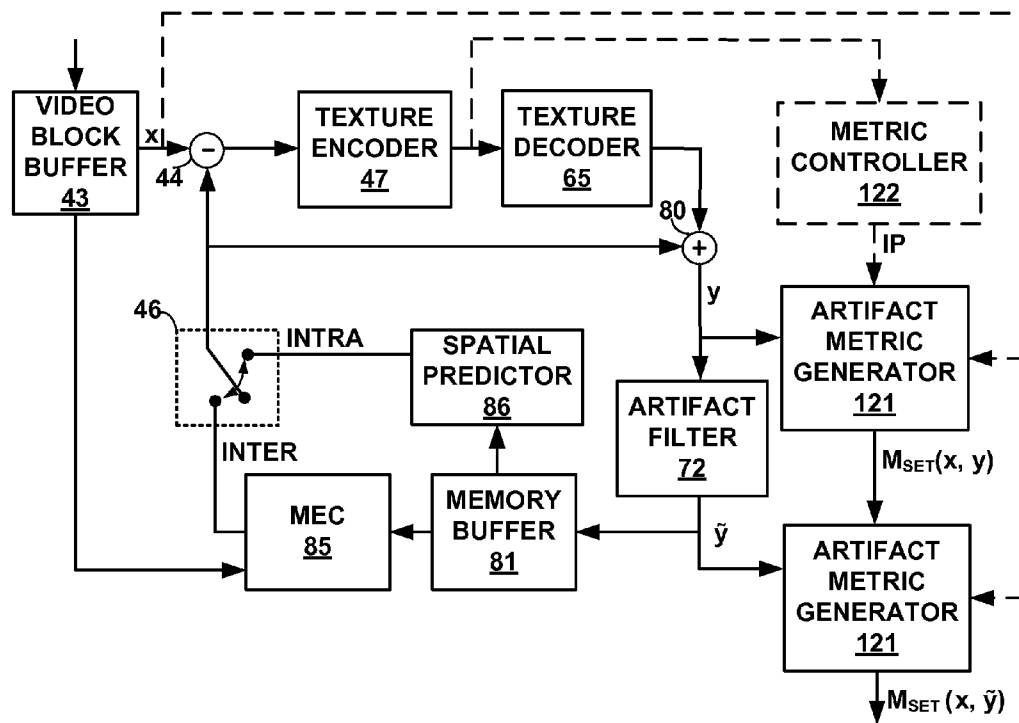 VIDEO
BLOCK
BUFFER
43
x
44
-
TEXTURE
ENCODER
47
TEXTURE
DECODER
65
METRIC
CONTROLLER
122
80
+
IP
y
46
INTRA
SPATIAL
PREDICTOR
86
ARTIFACT
METRIC
GENERATOR
121
ARTIFACT
FILTER
72
INTER
MSET(x, y)
MEC
85
MEMORY
BUFFER
81
ỹ
ARTIFACT
METRIC
GENERATOR
121
MSET (x, ỹ)